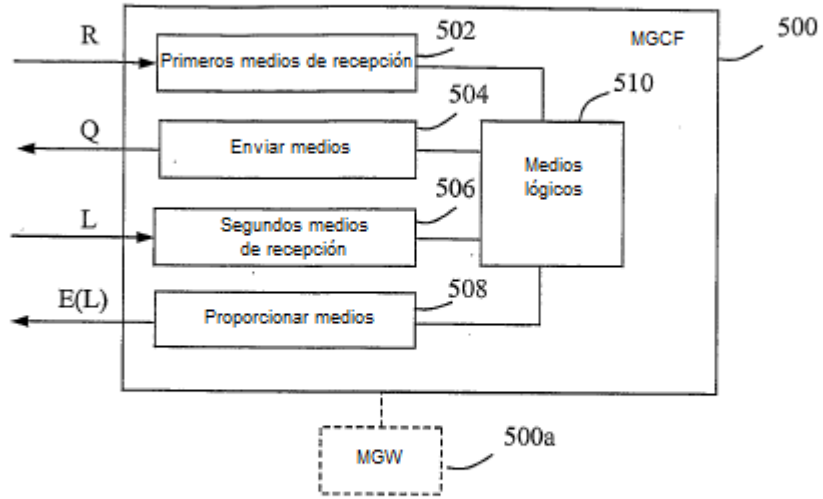 R
Primeros medios de recepción
502
MGCF
500
Q
Enviar medios
504
510
Medios
lógicos
L
Segundos medios
de recepción
506
E(L)
Proporcionar medios
508
MGW
500a